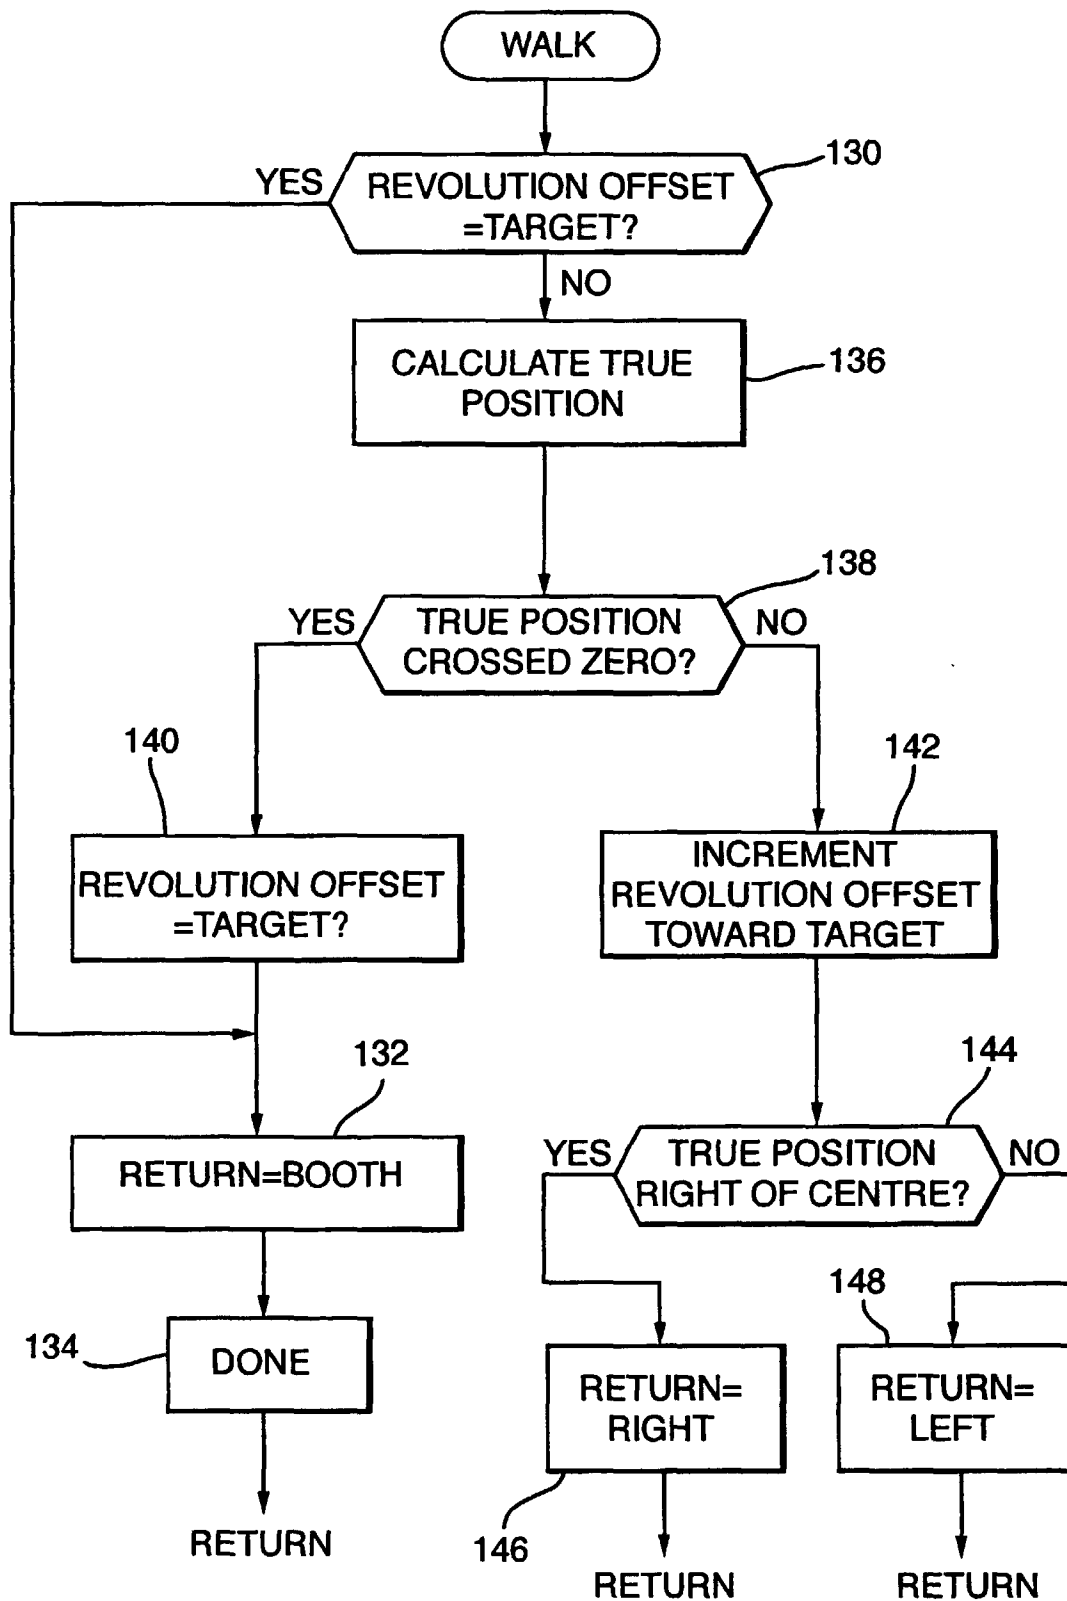 WALK
130
YES
REVOLUTION OFFSET
=TARGET?
NO
CALCULATE TRUE
POSITION
136
138
YES
TRUE POSITION
CROSSED ZERO?
NO
140
142
REVOLUTION OFFSET
=TARGET?
INCREMENT
REVOLUTION OFFSET
TOWARD TARGET
132
144
RETURN=BOOTH
YES
TRUE POSITION
RIGHT OF CENTRE?
NO
148
134
DONE
RETURN=
RIGHT
RETURN=
LEFT
RETURN
146
RETURN
RETURN